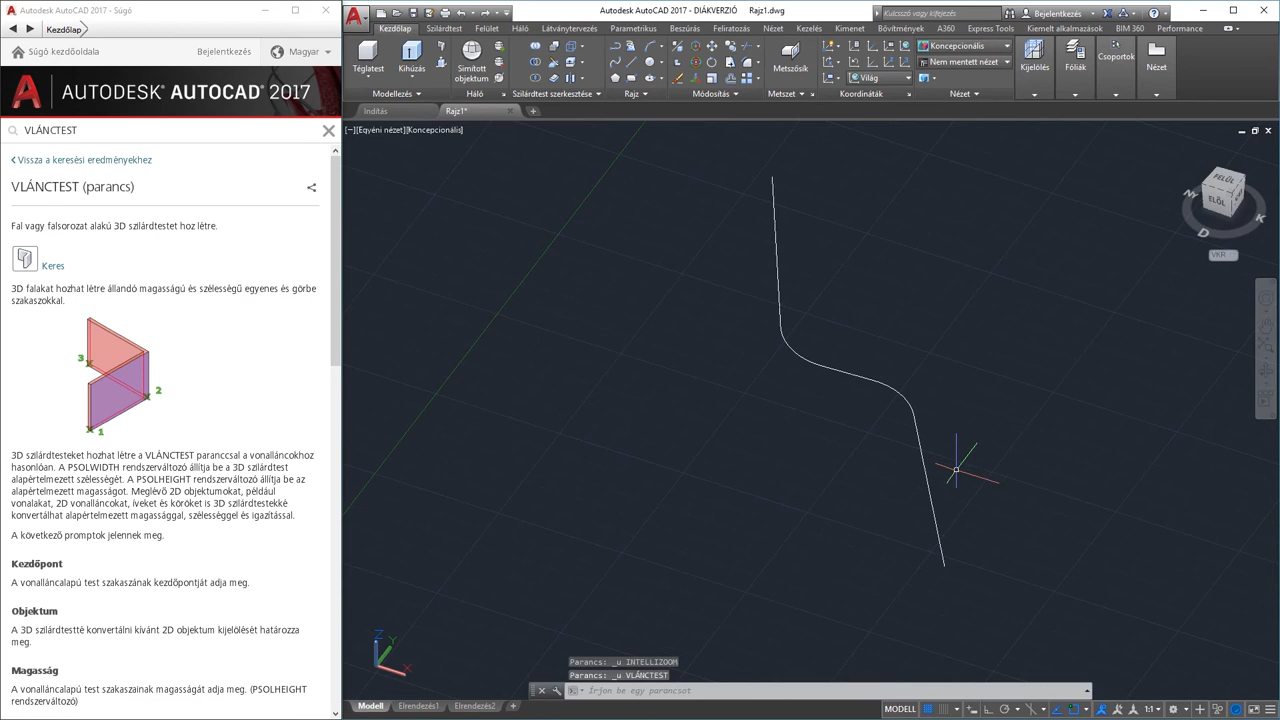 Autodesk AutoCAD 2017 - Súgó
Kezdőlap
Súgó kezdőoldala
Bejelentkezés
Magyar
AUTODESK® AUTOCAD® 2017
VLÁNCTEST
Vissza a keresési eredményekhez
VLÁNCTEST (parancs)
Fal vagy falsorozat alakú 3D szilárdtestet hoz létre.
Keres
3D falakat hozhat létre állandó magasságú és szélességű egyenes és görbe
szakaszokkal.
3
2
1
3D szilárdtesteket hozhat létre a VLÁNCTEST paranccsal a vonalláncokhoz
hasonlóan. A PSOLWIDTH rendszerváltozó állítja be a 3D szilárdtest
alapértelmezett szélességét. A PSOLHEIGHT rendszerváltozó állítja be az
alapértelmezett magasságot. Meglévő 2D objektumokat, például
vonalakat, 2D vonalláncokat, íveket és köröket is 3D szilárdtestekké
konvertálhat alapértelmezett magassággal, szélességgel és igazítással.
A következő promptok jelennek meg.
Kezdőpont
A vonalláncalapú test szakaszának kezdőpontját adja meg.
Objektum
A 3D szilárdtestté konvertálni kívánt 2D objektum kijelölését határozza
meg.
Magasság
A vonalláncalapú test szakaszainak magasságát adja meg. (PSOLHEIGHT
rendszerváltozó)
Autodesk AutoCAD 2017 - DIÁKVERZIÓ Rajz1.dwg
Kulcsszó vagy kifejezés
Bejelentkezés
Kezdőlap Szilárdtest Felület Háló Látványtervezés Parametrikus Beszúrás Feliratozás Nézet Kezelés Kimenet Bővítmények A360 Express Tools Kiemelt alkalmazások BIM 360 Performance
Téglatest
Kihúzás
Simított
objektum
Metszősík
Világ
Koncepcionális
Nem mentett nézet
Kijelölés
Fóliák
Csoportok
Nézet
Modellezés
Háló
Szilárdtest szerkesztése
Rajz
Módosítás
Metszet
Koordináták
Nézet
Indítás
Rajz1*
[−][Egyéni nézet][Koncepcionális]
FELÜL
ELÖL
NY
D
K
VKR
Z
Y
X
Parancs: _u INTELLIZOOM
Parancs: _u VLÁNCTEST
Írjon be egy parancsot
Modell
Elrendezés1
Elrendezés2
MODELL
1:1